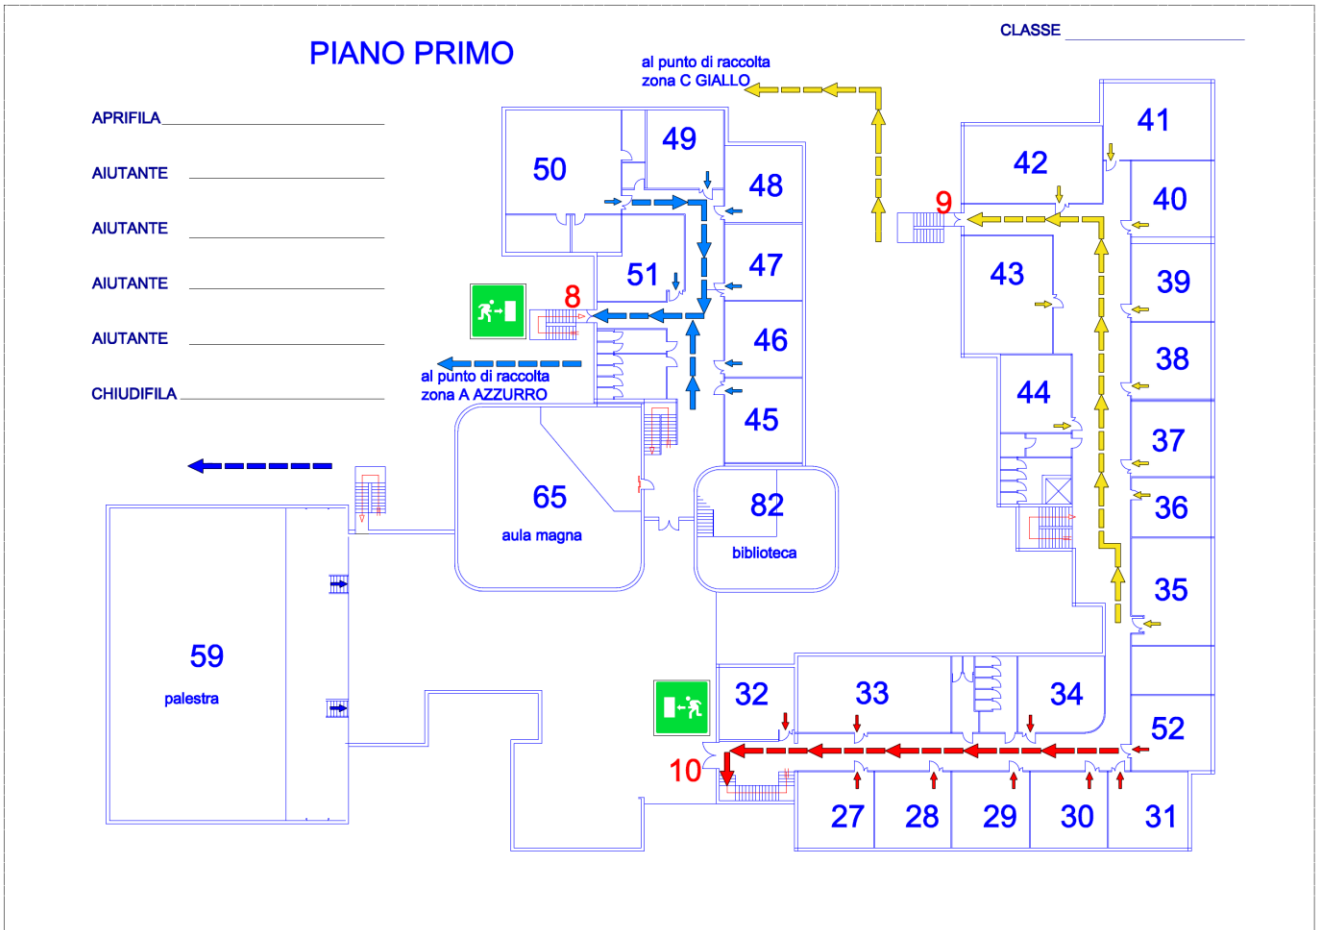 CLASSE
PIANO PRIMO
al punto di raccolta
zona C GIALLO
APRIFILA
AIUTANTE
AIUTANTE
AIUTANTE
AIUTANTE
CHIUDIFILA
50
49
48
47
51
8
46
45
al punto di raccolta
zona A AZZURRO
41
42
40
9
43
39
38
44
37
36
35
65
aula magna
82
biblioteca
59
palestra
32
33
34
52
10
27
28
29
30
31